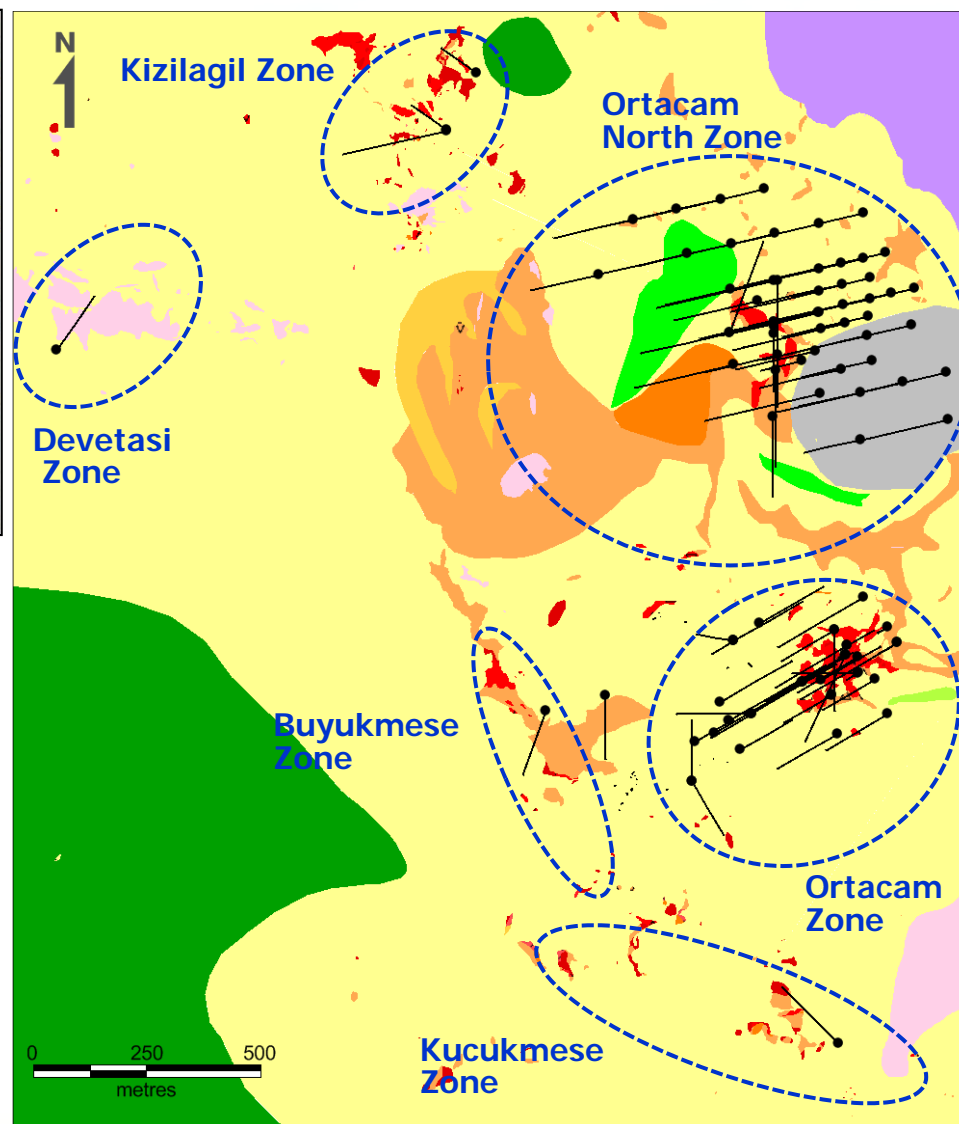 N
Kizilagil Zone
Ortacam
North Zone
Devetasi
Zone
Buyukmese
Zone
Ortacam
Zone
Kucukmese
Zone
0 250 500
metres